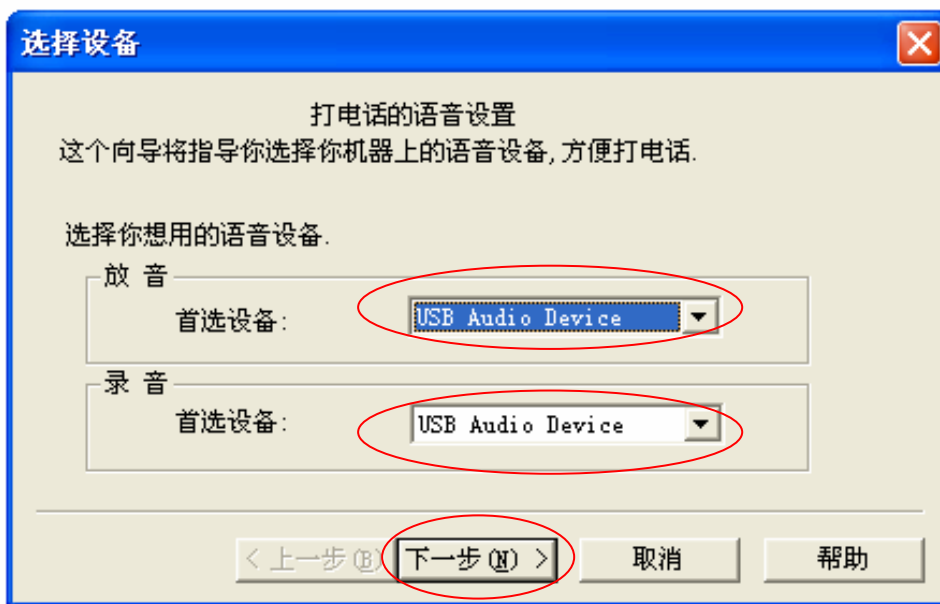 选择设备
打电话的语音设置
这个向导将指导你选择你机器上的语音设备,方便打电话.
选择你想用的语音设备.
放 音
首选设备: USB Audio Device
录 音
首选设备: USB Audio Device
< 上一步(B) 下一步(N) > 取消 帮助